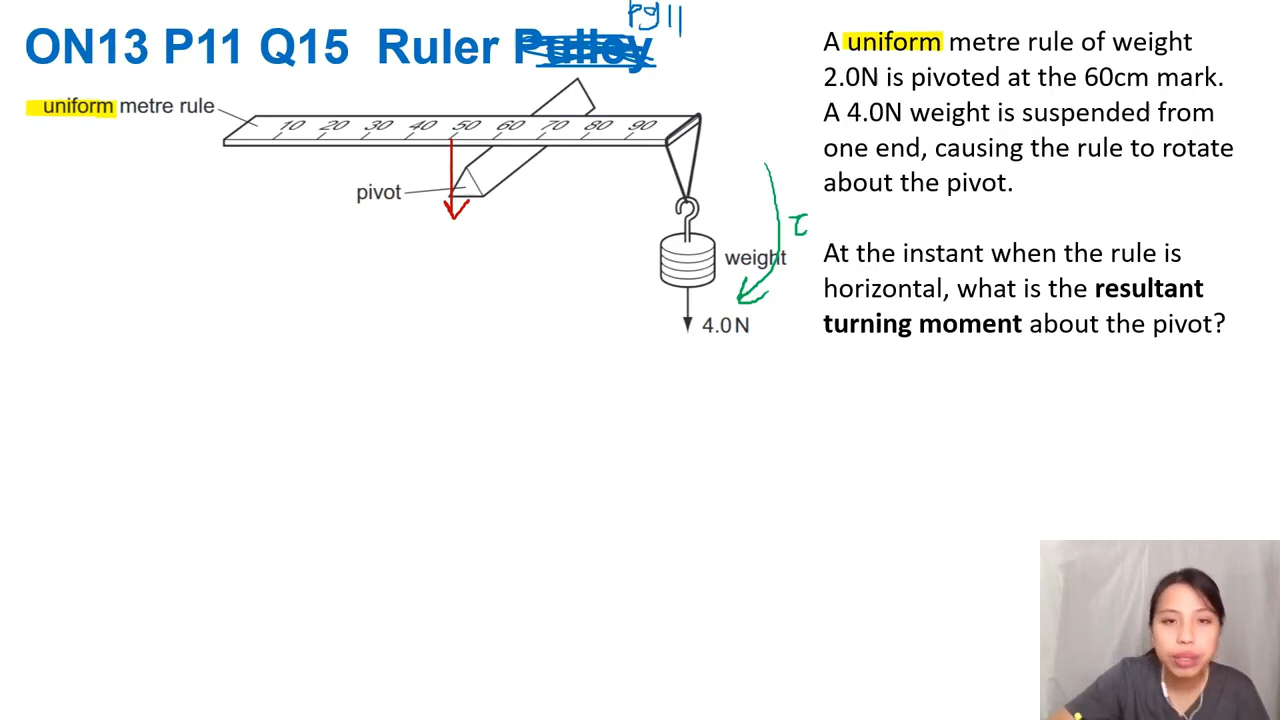 pg 11
ON13 P11 Q15 Ruler Pulley
uniform metre rule
10 20 30 40 50 60 70 80 90
pivot
τ
weight
4.0 N
A uniform metre rule of weight
2.0N is pivoted at the 60cm mark.
A 4.0N weight is suspended from
one end, causing the rule to rotate
about the pivot.
At the instant when the rule is
horizontal, what is the resultant
turning moment about the pivot?